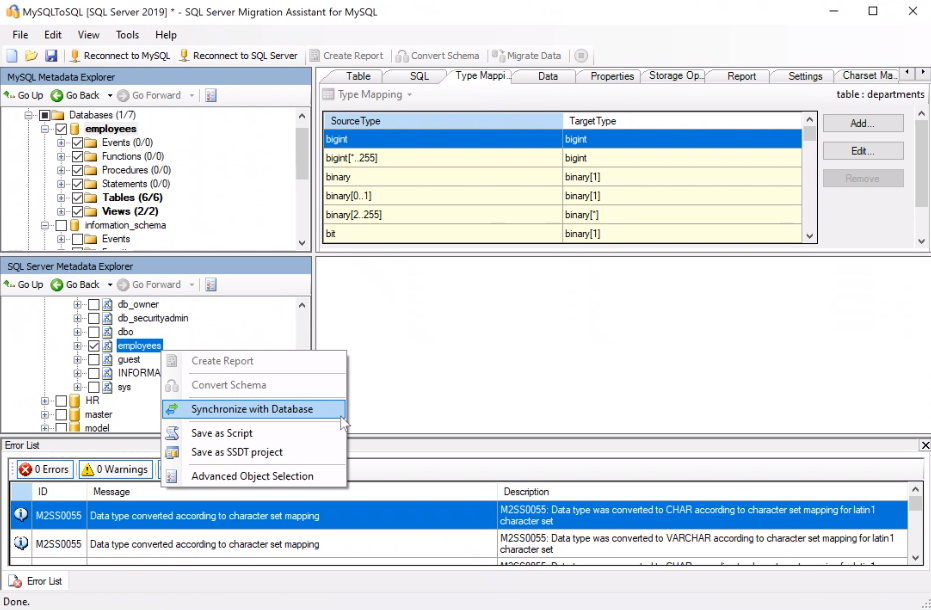 MySQLToSQL [SQL Server 2019] * - SQL Server Migration Assistant for MySQL
File Edit View Tools Help
Reconnect to MySQL Reconnect to SQL Server Create Report Convert Schema Migrate Data
MySQL Metadata Explorer
Go Up Go Back Go Forward
Databases (1/7)
employees
Events (0/0)
Functions (0/0)
Procedures (0/0)
Statements (0/0)
Tables (6/6)
Views (2/2)
information_schema
Events
Table SQL Type Mappi... Data Properties Storage Op... Report Settings Charset Ma...
Type Mapping table : departments
SourceType TargetType
bigint bigint
bigint[*..255] bigint
binary binary[1]
binary[0..1] binary[1]
binary[2..255] binary[*]
bit binary[1]
Add...
Edit...
Remove
SQL Server Metadata Explorer
Go Up Go Back Go Forward
db_owner
db_securityadmin
dbo
employees
guest
INFORMA
sys
HR
master
model
Create Report
Convert Schema
Synchronize with Database
Save as Script
Save as SSDT project
Advanced Object Selection
Error List
0 Errors 0 Warnings
ID Message Description
M2SS0055 Data type converted according to character set mapping M2SS0055: Data type was converted to CHAR according to character set mapping for latin1
character set
M2SS0055 Data type converted according to character set mapping M2SS0055: Data type was converted to VARCHAR according to character set mapping for latin1
character set
Error List
Done.